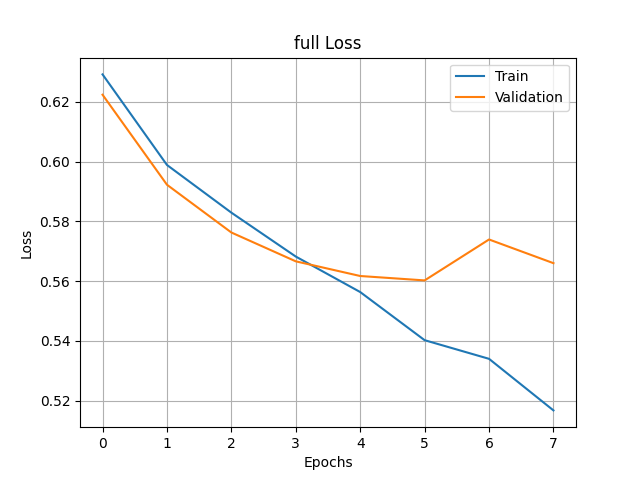 full Loss
Train
Validation
Loss
0.62
0.60
0.58
0.56
0.54
0.52
0 1 2 3 4 5 6 7
Epochs